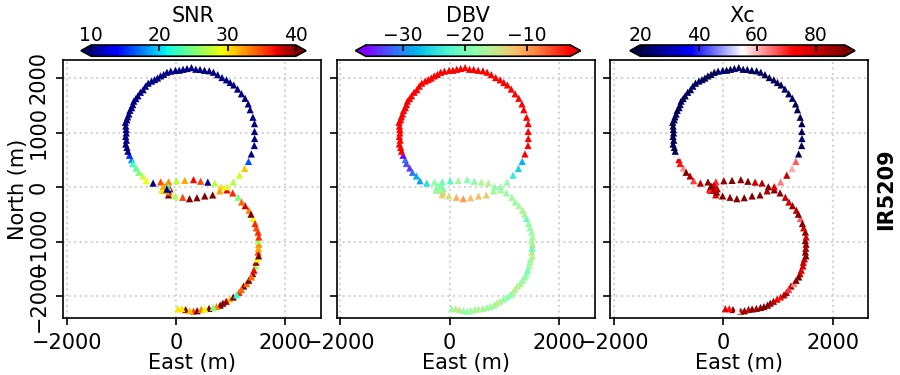 SNR DBV Xc
10 20 30 40 −30 −20 −10 20 40 60 80
North (m)
2000
1000
0
−1000
−2000
−2000 0 2000 −2000 0 2000 −2000 0 2000
East (m) East (m) East (m)
IR5209